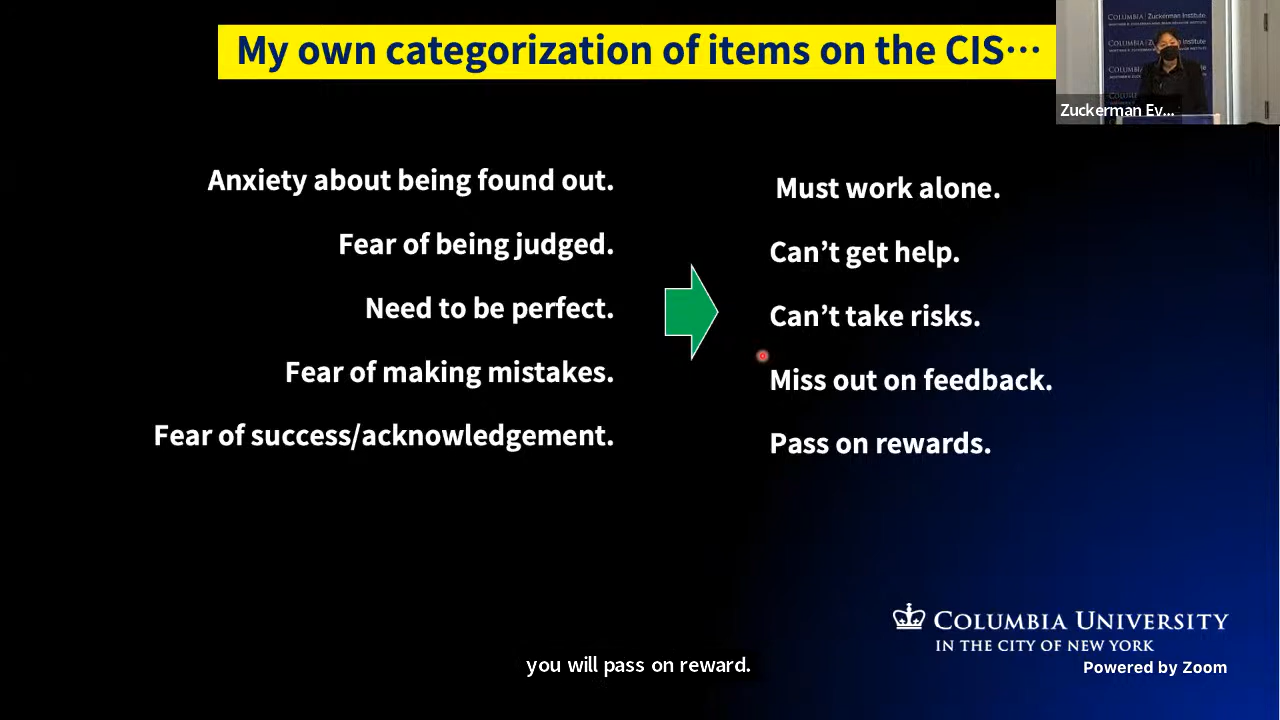 My own categorization of items on the CIS…
COLUMBIA | Zuckerman Institute
Zuckerman Ev...
Anxiety about being found out.
Fear of being judged.
Need to be perfect.
Fear of making mistakes.
Fear of success/acknowledgement.
Must work alone.
Can’t get help.
Can’t take risks.
Miss out on feedback.
Pass on rewards.
COLUMBIA UNIVERSITY
IN THE CITY OF NEW YORK
you will pass on reward.
Powered by Zoom